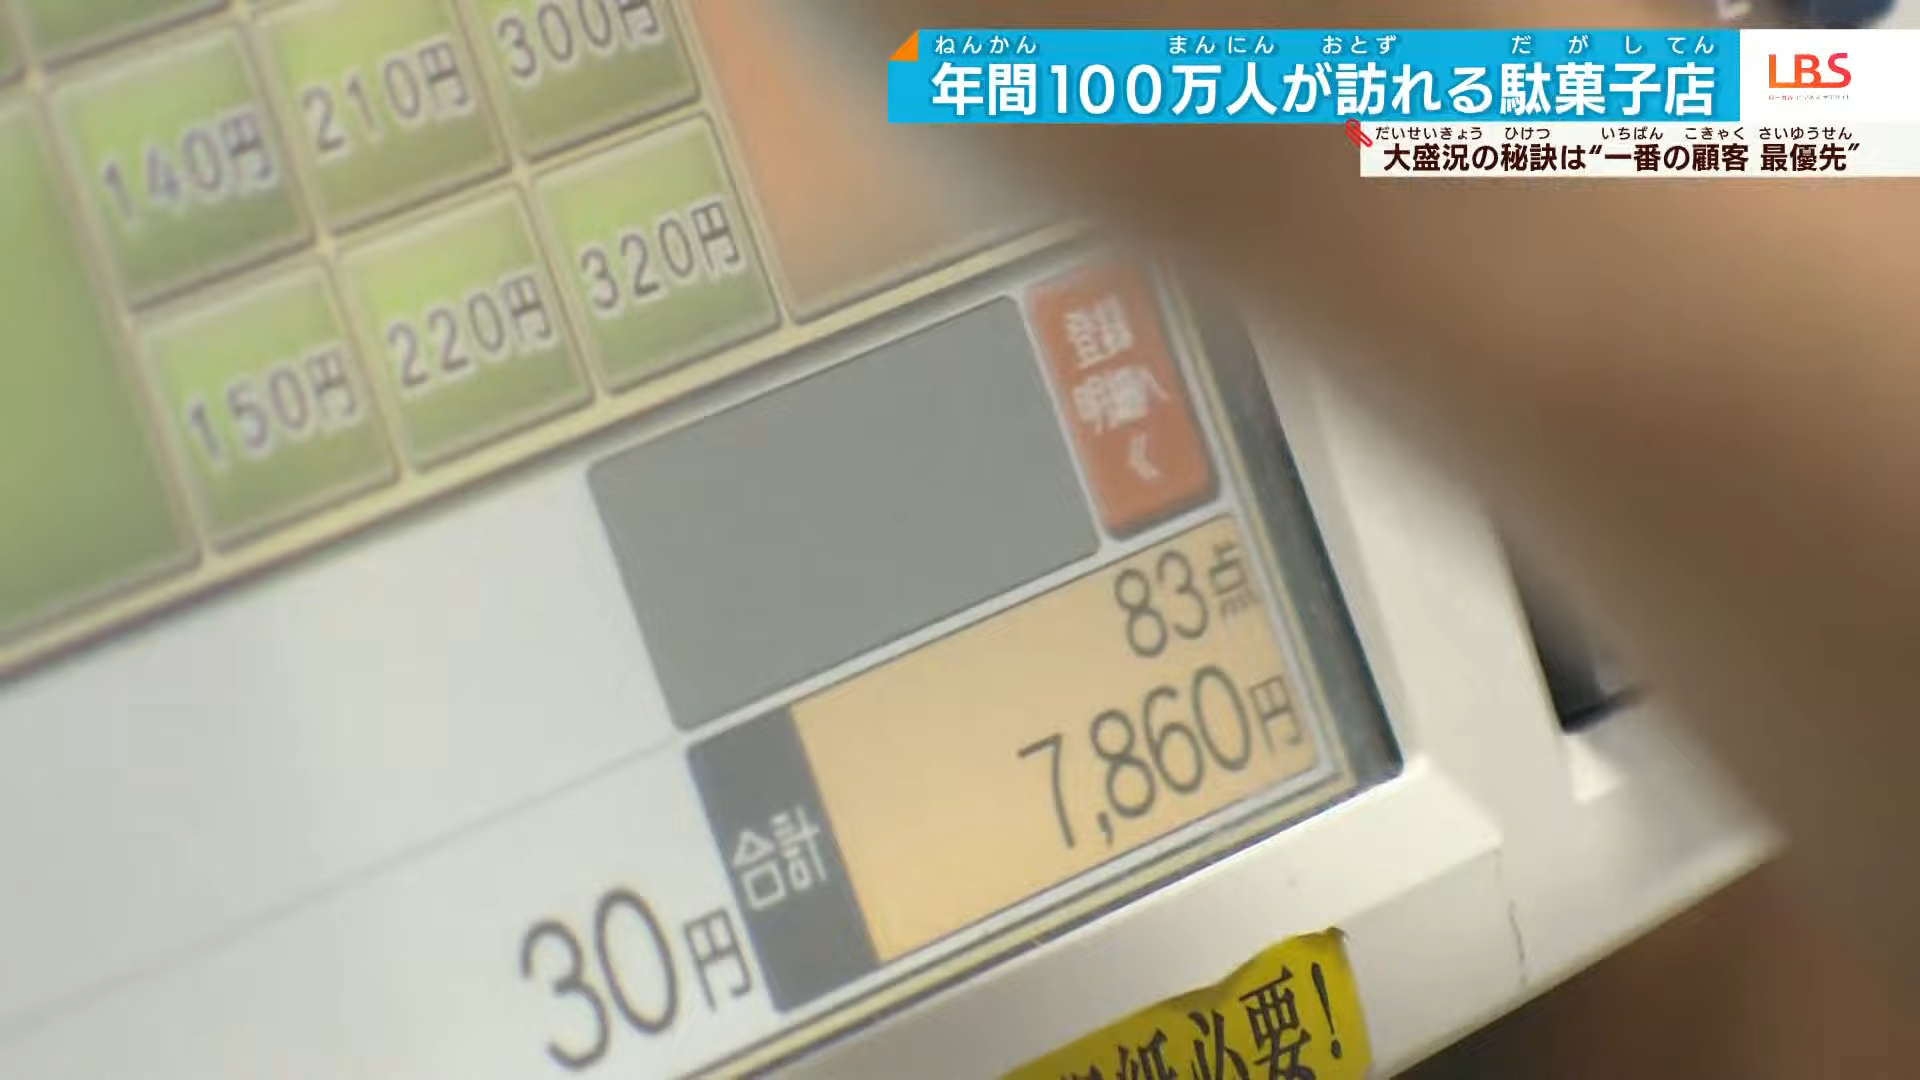 ねんかん まんにん おとず だがしてん
年間100万人が訪れる駄菓子店
LBS
だいせいきょう ひけつ いちばん こきゃく さいゆうせん
大盛況の秘訣は“一番の顧客 最優先”
300円
140円 210円
320円
150円 220円
83点
合計 7,860円
30円
紙必要!